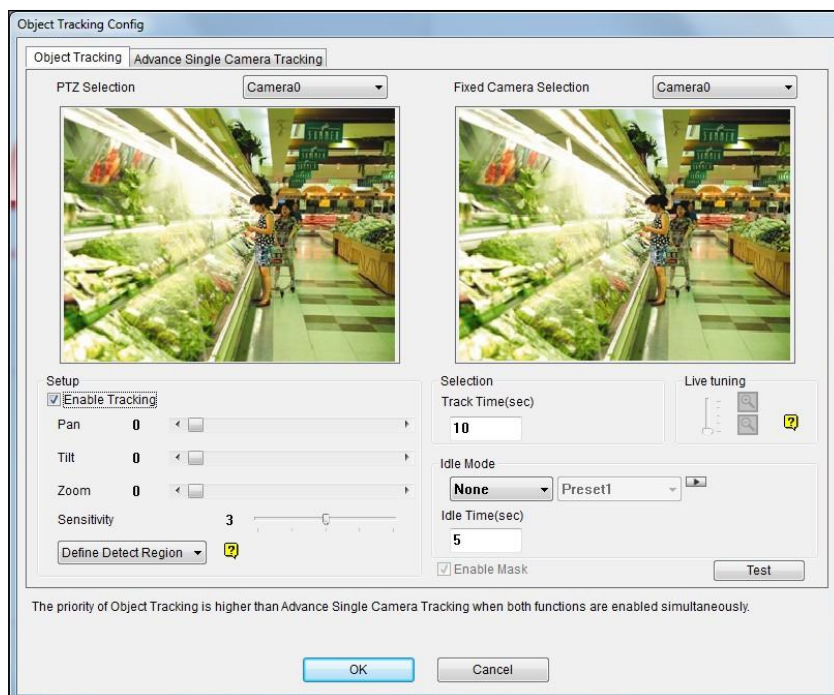 Object Tracking Config
Object Tracking
Advance Single Camera Tracking
PTZ Selection
Camera0
Fixed Camera Selection
Camera0
SUMMER
SUMMER
Setup
Enable Tracking
Pan 0
Tilt 0
Zoom 0
Sensitivity 3
Define Detect Region
?
Selection
Track Time(sec)
10
Live tuning
?
Idle Mode
None
Preset1
Idle Time(sec)
5
Enable Mask
Test
The priority of Object Tracking is higher than Advance Single Camera Tracking when both functions are enabled simultaneously.
OK
Cancel